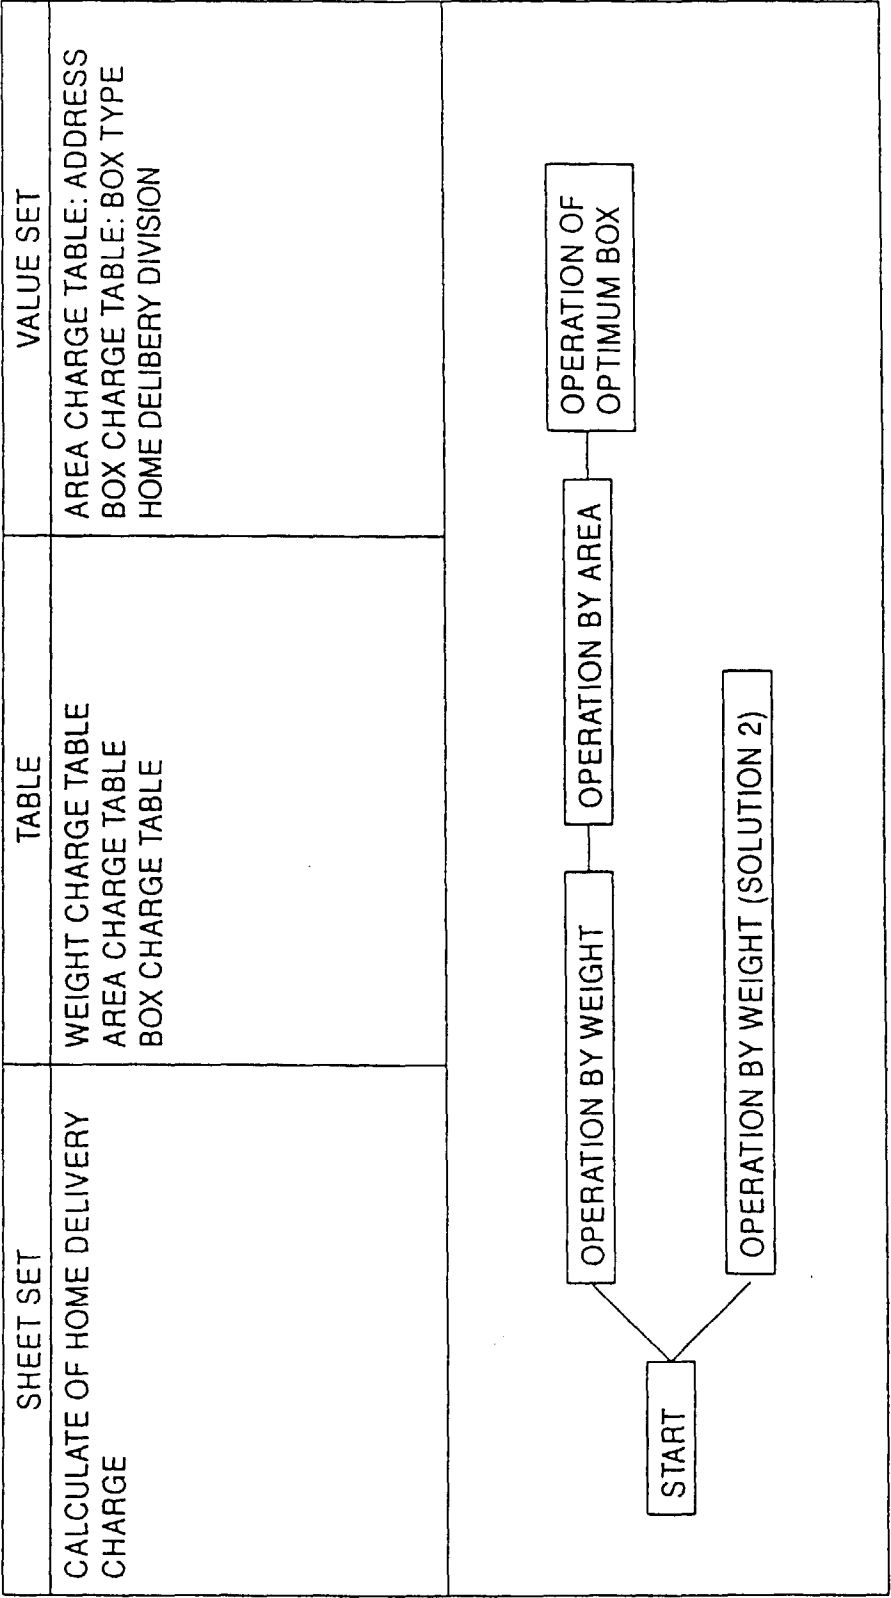 SHEET SET
TABLE
VALUE SET
CALCULATE OF HOME DELIVERY
CHARGE
WEIGHT CHARGE TABLE
AREA CHARGE TABLE
BOX CHARGE TABLE
AREA CHARGE TABLE: ADDRESS
BOX CHARGE TABLE: BOX TYPE
HOME DELIBERY DIVISION
START
OPERATION BY WEIGHT
OPERATION BY AREA
OPERATION OF
OPTIMUM BOX
OPERATION BY WEIGHT (SOLUTION 2)